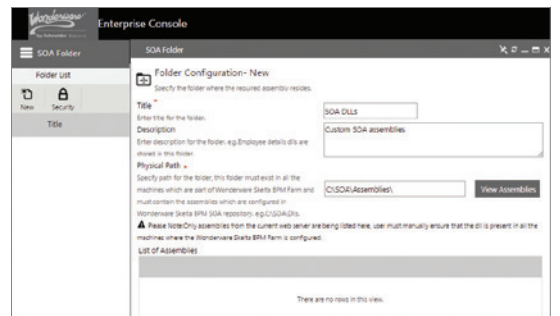 Wonderware
by Schneider Electric
Enterprise Console
SOA Folder
SOA Folder
Folder List
New
Security
Title
Folder Configuration- New
Specify the folder where the required assembly resides.
Title *
Enter title for the folder.
SOA DLLs
Description
Enter description for the folder. e.g.Employee details dlls are
stored in this folder.
Custom SOA assemblies
Physical Path *
Specify path for the folder, this folder must exist in all the
machines which are part of Wonderware Skelta BPM Farm and
must contain the assemblies which are configured in
Wonderware Skelta BPM SOA repository. e.g.C:\SOA\Dlls.
C:\SOA\Assemblies\
View Assemblies
Please Note:Only assemblies from the current web server are being listed here, user must manually ensure that the dll is present in all the
machines where the Wonderware Skelta BPM Farm is configured.
List of Assemblies
There are no rows in this view.